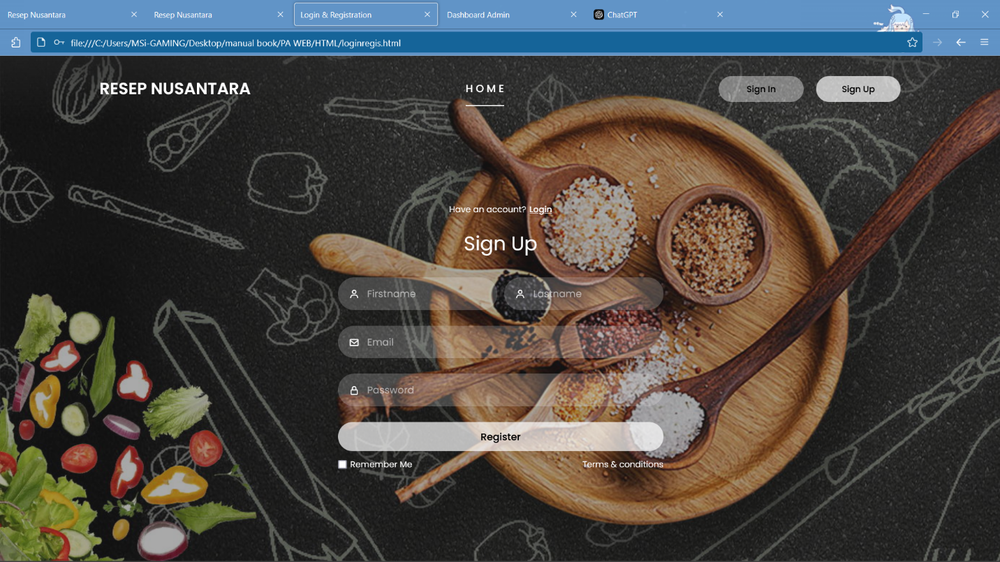 Resep Nusantara
Resep Nusantara
Login & Registration
Dashboard Admin
ChatGPT
file:///C:/Users/MSi-GAMING/Desktop/manual book/PA WEB/HTML/loginregis.html
RESEP NUSANTARA
HOME
Sign In
Sign Up
Have an account? Login
Sign Up
Firstname
Lastname
Email
Password
Register
Remember Me
Terms & conditions